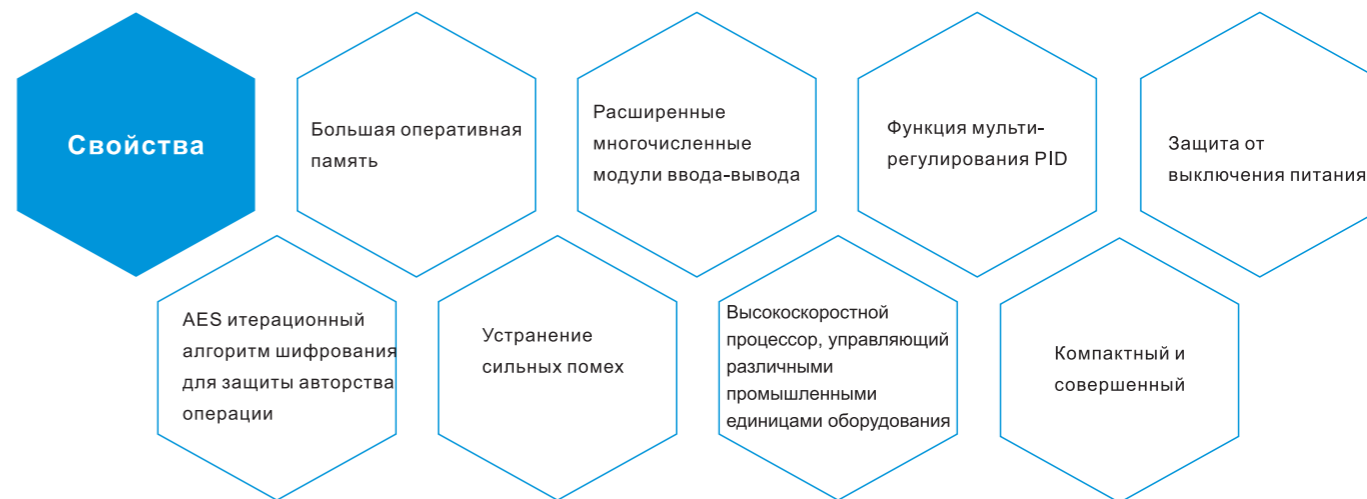 Свойства
Большая оперативная
память
Расширенные
многочисленные
модули ввода-вывода
Функция мульти-
регулирования PID
Защита от
выключения питания
AES итерационный
алгоритм шифрования
для защиты авторства
операции
Устранение
сильных помех
Высокоскоростной
процессор, управляющий
различными
промышленными
единицами оборудования
Компактный и
совершенный